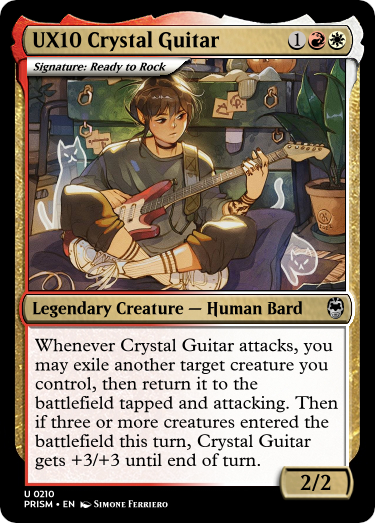 UX10 Crystal Guitar 1
Signature: Ready to Rock
Legendary Creature — Human Bard
Whenever Crystal Guitar attacks, you
may exile another target creature you
control, then return it to the
battlefield tapped and attacking. Then
if three or more creatures entered the
battlefield this turn, Crystal Guitar
gets +3/+3 until end of turn.
2/2
U 0210
PRISM • EN SIMONE FERRIERO